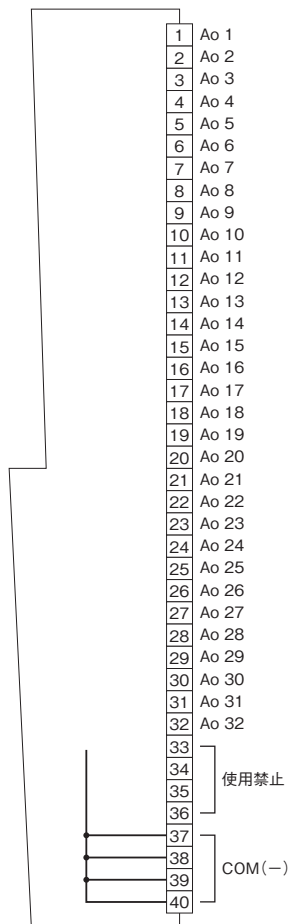 1 Ao 1
2 Ao 2
3 Ao 3
4 Ao 4
5 Ao 5
6 Ao 6
7 Ao 7
8 Ao 8
9 Ao 9
10 Ao 10
11 Ao 11
12 Ao 12
13 Ao 13
14 Ao 14
15 Ao 15
16 Ao 16
17 Ao 17
18 Ao 18
19 Ao 19
20 Ao 20
21 Ao 21
22 Ao 22
23 Ao 23
24 Ao 24
25 Ao 25
26 Ao 26
27 Ao 27
28 Ao 28
29 Ao 29
30 Ao 30
31 Ao 31
32 Ao 32
33
34
使用禁止
35
36
37
38
COM(−)
39
40